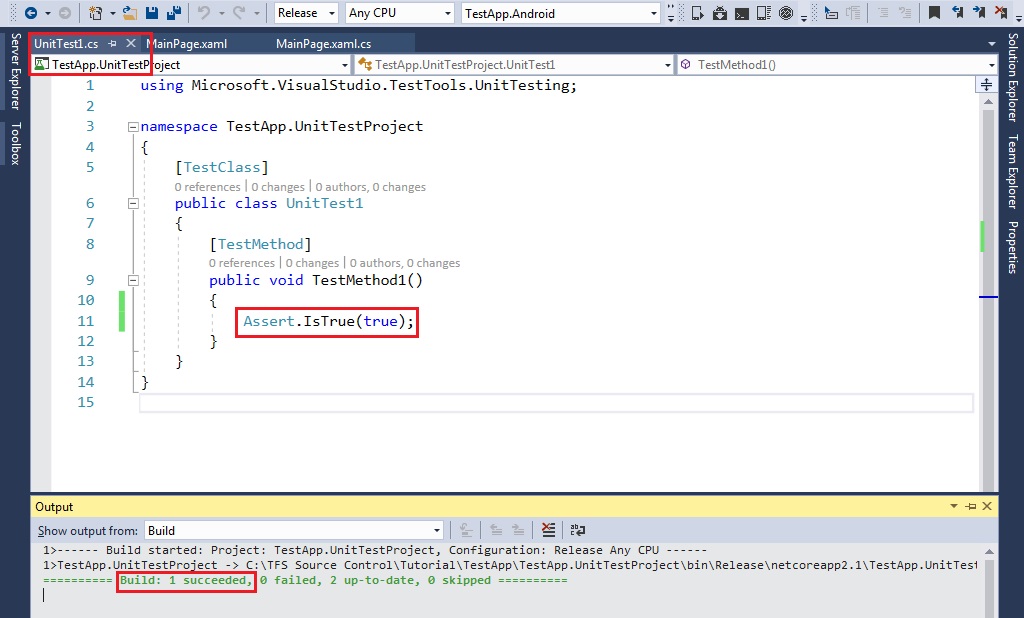 Release Any CPU TestApp.Android
UnitTest1.cs MainPage.xaml MainPage.xaml.cs
TestApp.UnitTestProject TestApp.UnitTestProject.UnitTest1 TestMethod1()
Server Explorer
Toolbox
Solution Explorer
Team Explorer
Properties
1 using Microsoft.VisualStudio.TestTools.UnitTesting;
2
3 namespace TestApp.UnitTestProject
4 {
5 [TestClass]
0 references | 0 changes | 0 authors, 0 changes
6 public class UnitTest1
7 {
8 [TestMethod]
0 references | 0 changes | 0 authors, 0 changes
9 public void TestMethod1()
10 {
11 Assert.IsTrue(true);
12 }
13 }
14 }
15
Output
Show output from: Build
1>------ Build started: Project: TestApp.UnitTestProject, Configuration: Release Any CPU ------
1>TestApp.UnitTestProject -> C:\TFS Source Control\Tutorial\TestApp\TestApp.UnitTestProject\bin\Release\netcoreapp2.1\TestApp.UnitTest
========== Build: 1 succeeded, 0 failed, 2 up-to-date, 0 skipped ==========